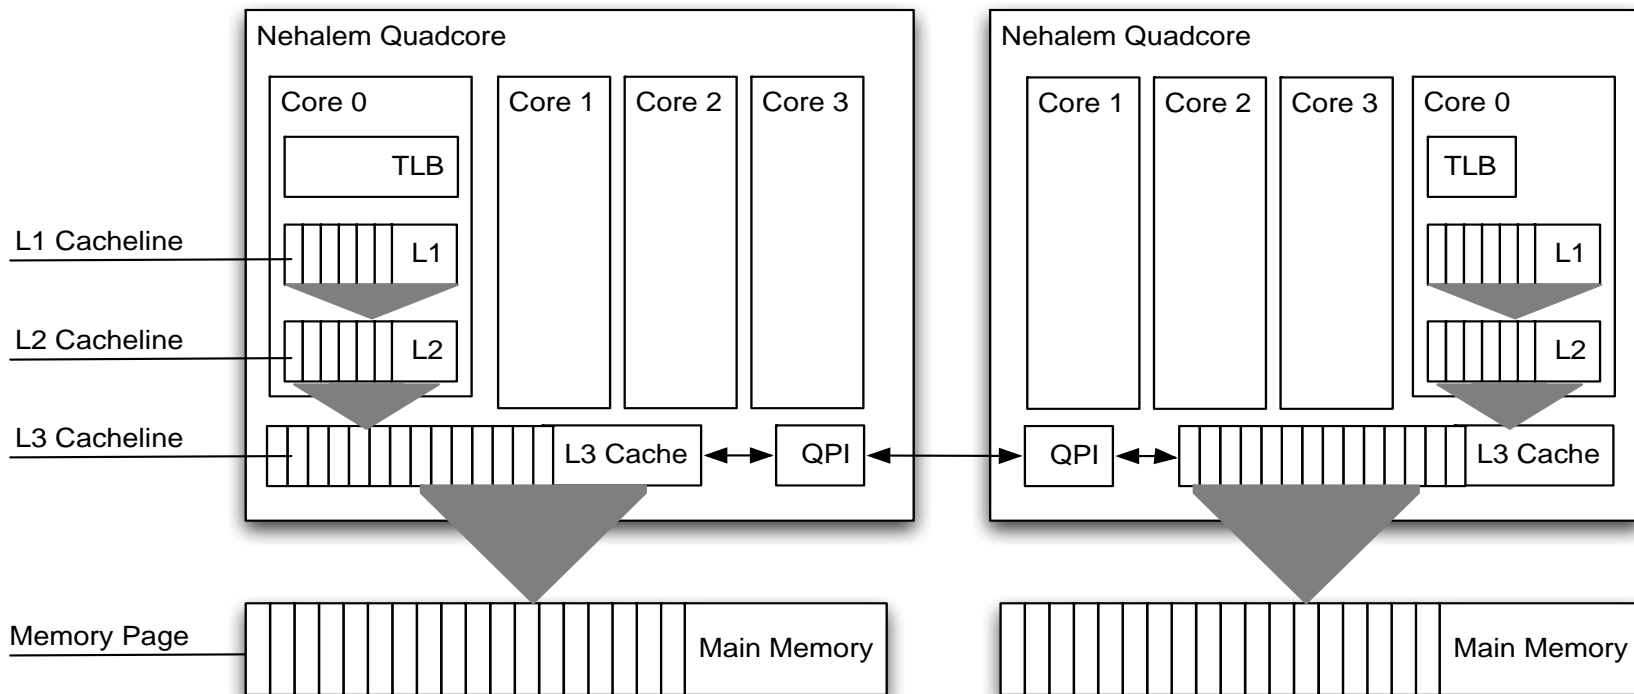 Nehalem Quadcore
Nehalem Quadcore
Core 0
Core 1
Core 2
Core 3
Core 1
Core 2
Core 3
Core 0
TLB
TLB
L1 Cacheline
L1
L1
L2 Cacheline
L2
L2
L3 Cacheline
L3 Cache
QPI
QPI
L3 Cache
Memory Page
Main Memory
Main Memory